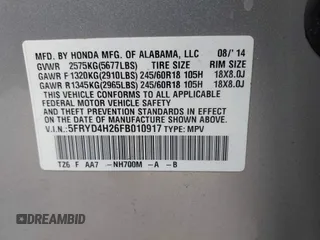 MFD. BY HONDA MFG. OF ALABAMA, LLC 08/'14
GVWR 2575KG(5677LBS) TIRE SIZE RIM SIZE
GAWR F1320KG(2910LBS) 245/60R18 105H 18X8.0J
GAWR R1345KG(2965LBS) 245/60R18 105H 18X8.0J
THIS VEHICLE CONFORMS TO ALL APPLICABLE
FEDERAL MOTOR VEHICLE SAFETY
AND THEFT PREVENTION STANDARDS IN EFFECT
ON THE DATE OF MANUFACTURE SHOWN ABOVE.
V.I.N.:5FRYD4H26FB010917 TYPE: MPV
TZ6 F AA7 -NH700M -A -B
DREAMBID